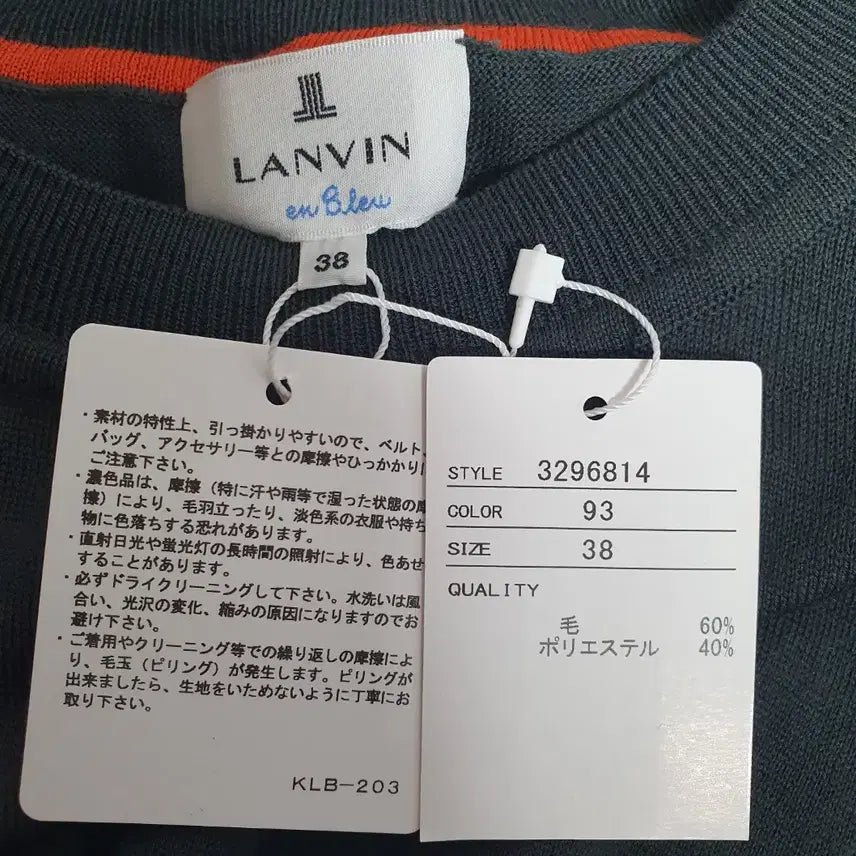 LANVIN
en Bleu
38
・素材の特性上、引っ掛かりやすいので、ベルト、
バッグ、アクセサリー等との摩擦やひっかかりに
ご注意下さい。
・濃色品は、摩擦（特に汗や雨等で湿った状態の摩
擦）により、毛羽立ったり、淡色系の衣服や持ち
物に色落ちする恐れがあります。
・直射日光や蛍光灯の長時間の照射により、色あせ
することがあります。
・必ずドライクリーニングして下さい。水洗いは風
合い、光沢の変化、縮みの原因になりますのでお
避け下さい。
・ご着用やクリーニング等での繰り返しの摩擦によ
り、毛玉（ピリング）が発生します。ピリングが
出来ましたら、生地をいためないように丁寧にお
取り下さい。
KLB-203
STYLE 3296814
COLOR 93
SIZE 38
QUALITY
毛 60%
ポリエステル 40%